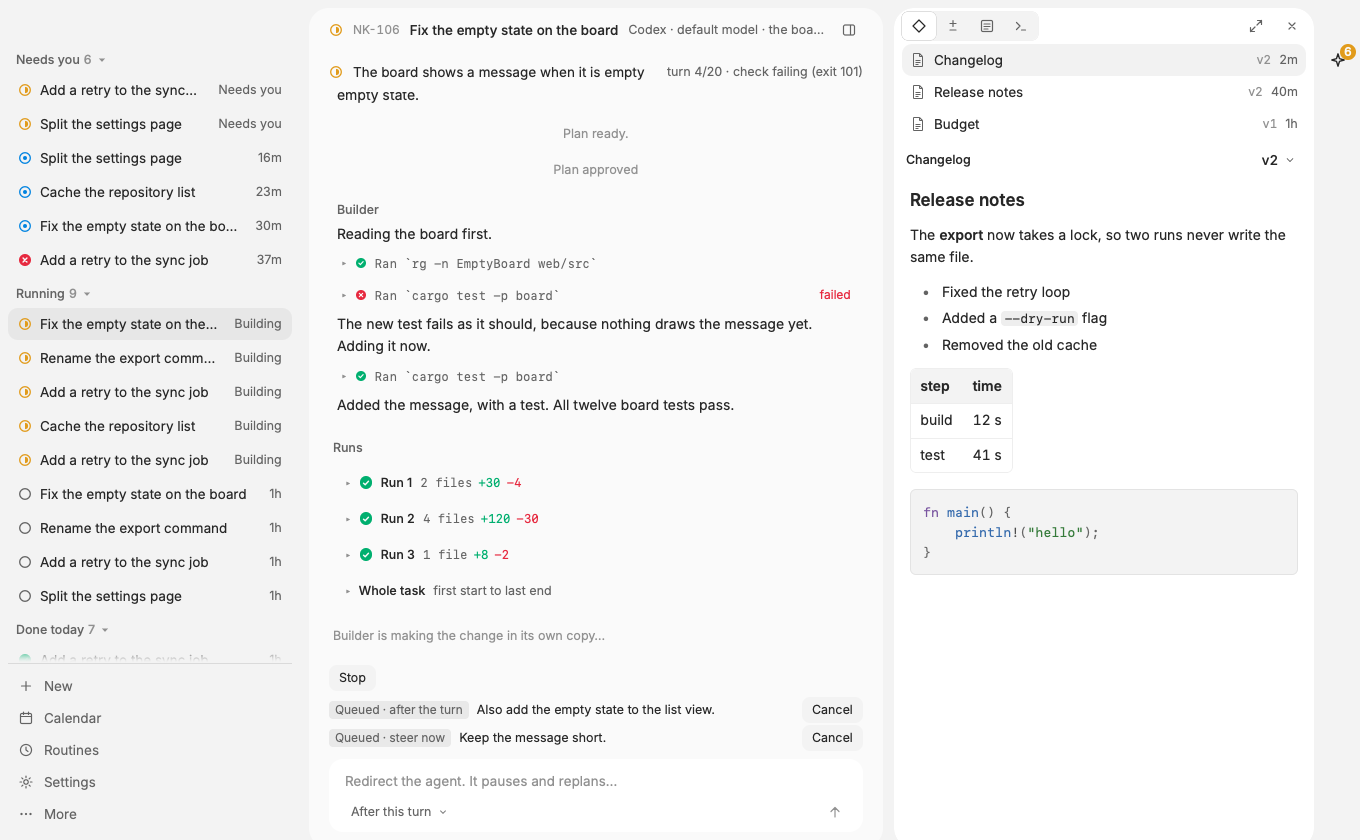 Needs you 6
Add a retry to the sync... Needs you
Split the settings page Needs you
Split the settings page 16m
Cache the repository list 23m
Fix the empty state on the bo... 30m
Add a retry to the sync job 37m
Running 9
Fix the empty state on the... Building
Rename the export comm... Building
Add a retry to the sync job Building
Cache the repository list Building
Add a retry to the sync job Building
Fix the empty state on the board 1h
Rename the export command 1h
Add a retry to the sync job 1h
Split the settings page 1h
Done today 7
Add a retry to the sync job 1h
New
Calendar
Routines
Settings
More
NK-106 Fix the empty state on the board Codex · default model · the boa...
The board shows a message when it is empty turn 4/20 · check failing (exit 101)
empty state.
Plan ready.
Plan approved
Builder
Reading the board first.
Ran `rg -n EmptyBoard web/src`
Ran `cargo test -p board` failed
The new test fails as it should, because nothing draws the message yet.
Adding it now.
Ran `cargo test -p board`
Added the message, with a test. All twelve board tests pass.
Runs
Run 1 2 files +30 −4
Run 2 4 files +120 −30
Run 3 1 file +8 −2
Whole task first start to last end
Builder is making the change in its own copy...
Stop
Queued · after the turn Also add the empty state to the list view. Cancel
Queued · steer now Keep the message short. Cancel
Redirect the agent. It pauses and replans...
After this turn
Changelog v2 2m
Release notes v2 40m
Budget v1 1h
Changelog v2
Release notes
The export now takes a lock, so two runs never write the
same file.
• Fixed the retry loop
• Added a --dry-run flag
• Removed the old cache
step time
build 12 s
test 41 s
fn main() {
    println!("hello");
}
6